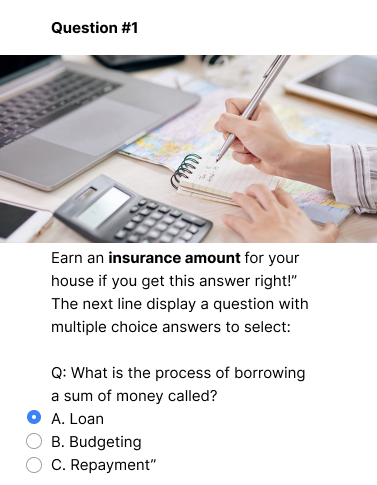 Question #1
Earn an insurance amount for your
house if you get this answer right!”
The next line display a question with
multiple choice answers to select:
Q: What is the process of borrowing
a sum of money called?
A. Loan
B. Budgeting
C. Repayment”